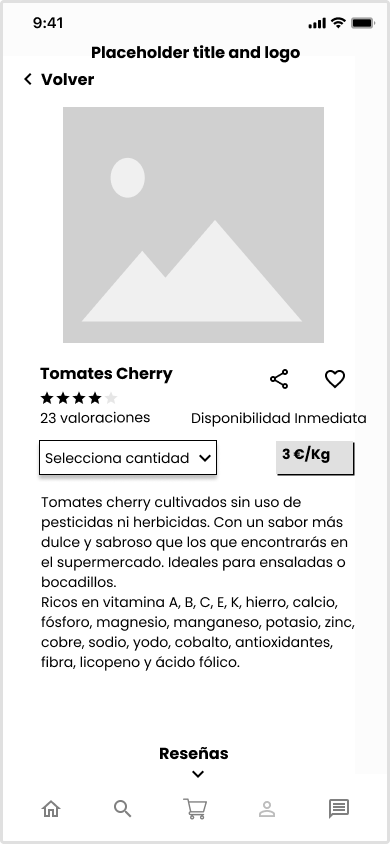 9:41
Placeholder title and logo
Volver
Tomates Cherry
23 valoraciones
Disponibilidad Inmediata
Selecciona cantidad
3 €/Kg
Tomates cherry cultivados sin uso de
pesticidas ni herbicidas. Con un sabor más
dulce y sabroso que los que encontrarás en
el supermercado. Ideales para ensaladas o
bocadillos.
Ricos en vitamina A, B, C, E, K, hierro, calcio,
fósforo, magnesio, manganeso, potasio, zinc,
cobre, sodio, yodo, cobalto, antioxidantes,
fibra, licopeno y ácido fólico.
Reseñas